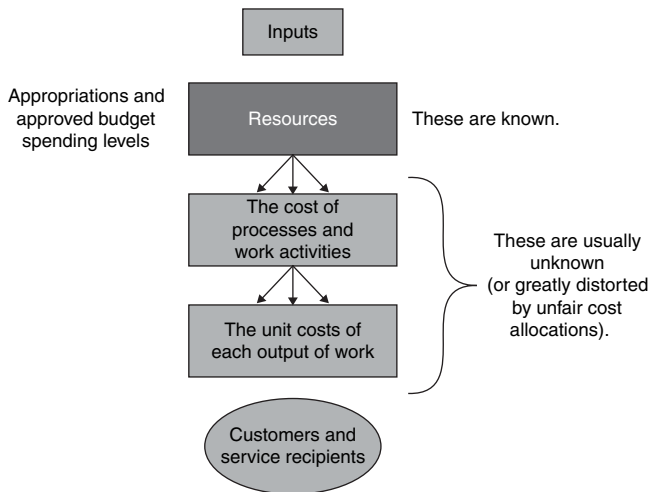 Inputs
Appropriations and
approved budget
spending levels
Resources
These are known.
The cost of
processes and
work activities
These are usually
unknown
(or greatly distorted
by unfair cost
allocations).
The unit costs of
each output of work
Customers and
service recipients